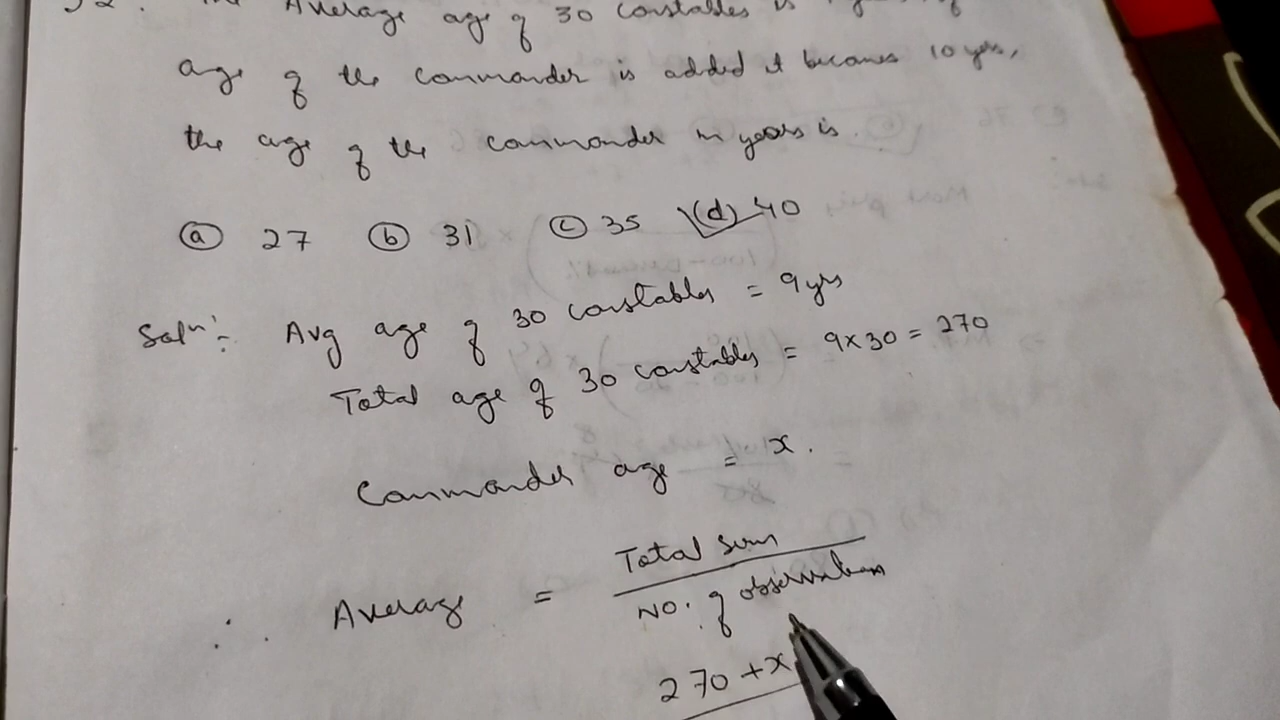 Average age of 30 constables is
age of the commander is added it becomes 10 yrs,
the age of the commander in years is.
(a) 27 (b) 31 (c) 35 (d) 40
Solⁿ:- Avg age of 30 constables = 9 yrs
Total age of 30 constables = 9 x 30 = 270
Commander age = x.
∴ Average = Total sum
No. of observations
270 + x